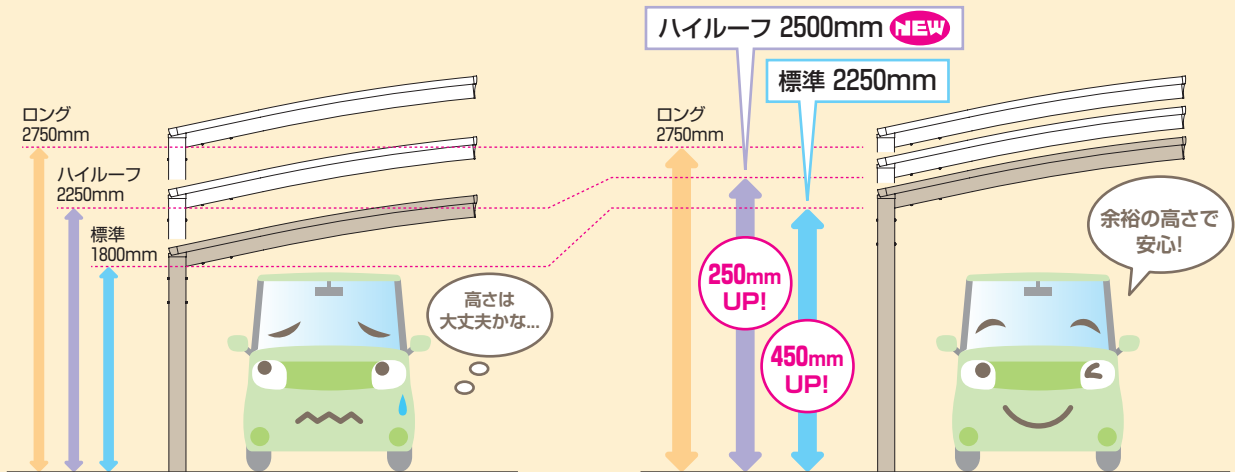 ロング
2750mm
ハイルーフ
2250mm
標準
1800mm
高さは
大丈夫かな...
ハイルーフ 2500mm NEW
標準 2250mm
ロング
2750mm
250mm
UP!
450mm
UP!
余裕の高さで
安心!